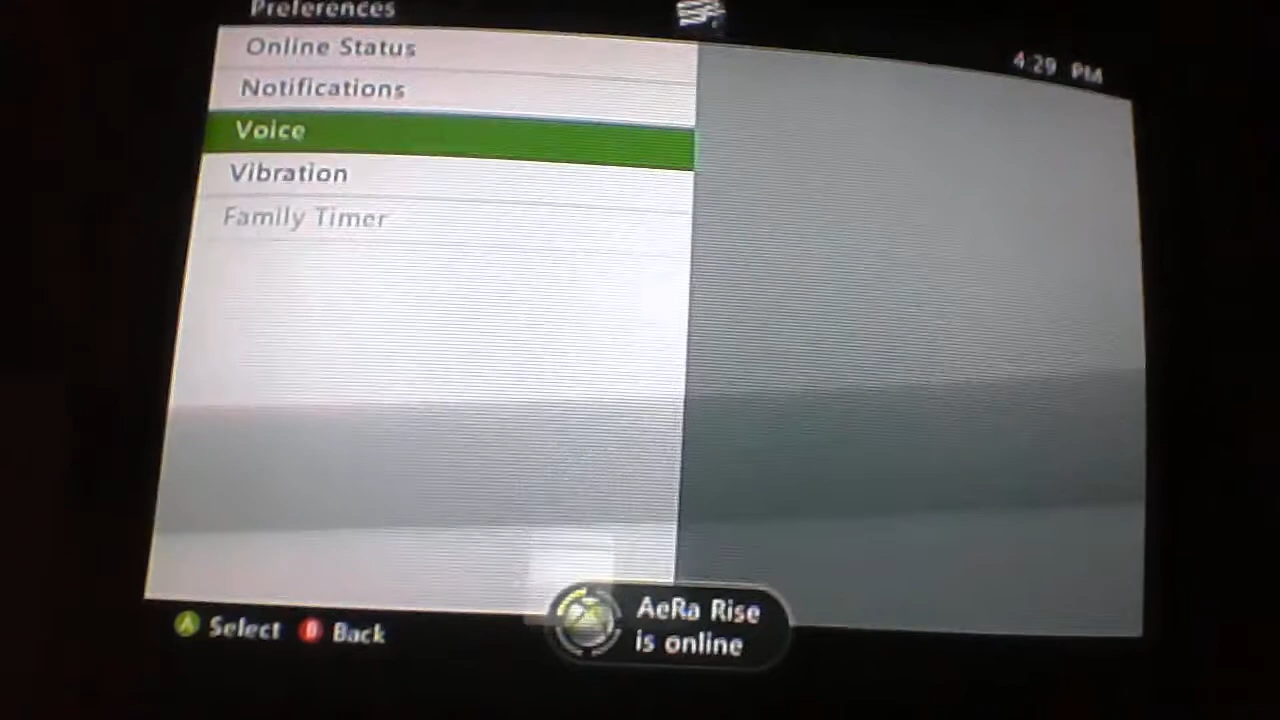 Preferences
4:29 PM
Online Status
Notifications
Voice
Vibration
Family Timer
AeRa Rise
is online
A Select B Back